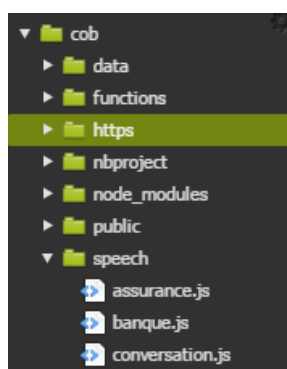 cob
data
functions
https
nbproject
node_modules
public
speech
assurance.js
banque.js
conversation.js